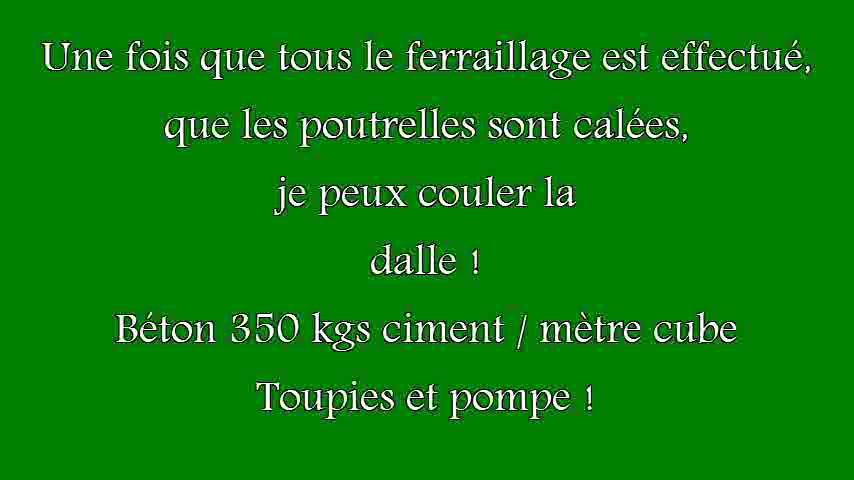 Une fois que tous le ferraillage est effectué,
que les poutrelles sont calées,
je peux couler la
dalle !
Béton 350 kgs ciment / mètre cube
Toupies et pompe !